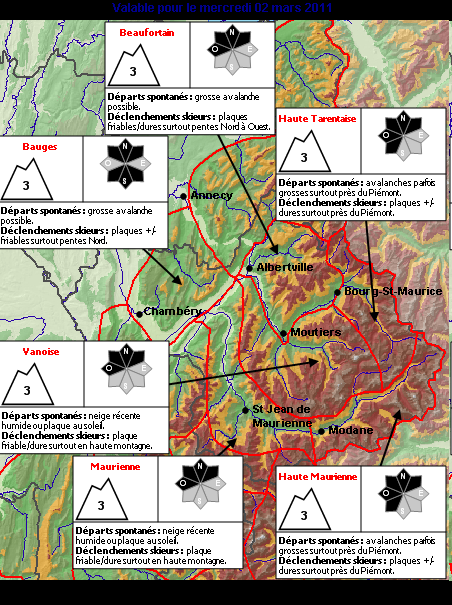 Valable pour le mercredi 02 mars 2011
Beaufortain
3
N
O
E
S
Départs spontanés : grosse avalanche
possible.
Déclenchements skieurs : plaques
friables/dures surtout pentes Nord à Ouest.
Haute Tarentaise
3
N
O
E
S
Départs spontanés : avalanches parfois
grosses surtout près du Piémont.
Déclenchements skieurs : plaques +/-
dures surtout près du Piémont.
Bauges
3
N
O
E
S
Départs spontanés : grosse avalanche
possible.
Déclenchements skieurs : plaques +/-
friables surtout pentes Nord.
Annecy
Albertville
Bourg-St-Maurice
Chambéry
Moutiers
Vanoise
3
N
O
E
S
Départs spontanés : neige récente
humide ou plaque au soleil.
Déclenchements skieurs : plaque
friable/dure surtout en haute montagne.
St Jean de
Maurienne
Modane
Maurienne
3
N
O
E
S
Départs spontanés : neige récente
humide ou plaque au soleil.
Déclenchements skieurs : plaque
friable/dure surtout en haute montagne.
Haute Maurienne
3
N
O
E
S
Départs spontanés : avalanches parfois
grosses surtout près du Piémont.
Déclenchements skieurs : plaques +/-
dures surtout près du Piémont.